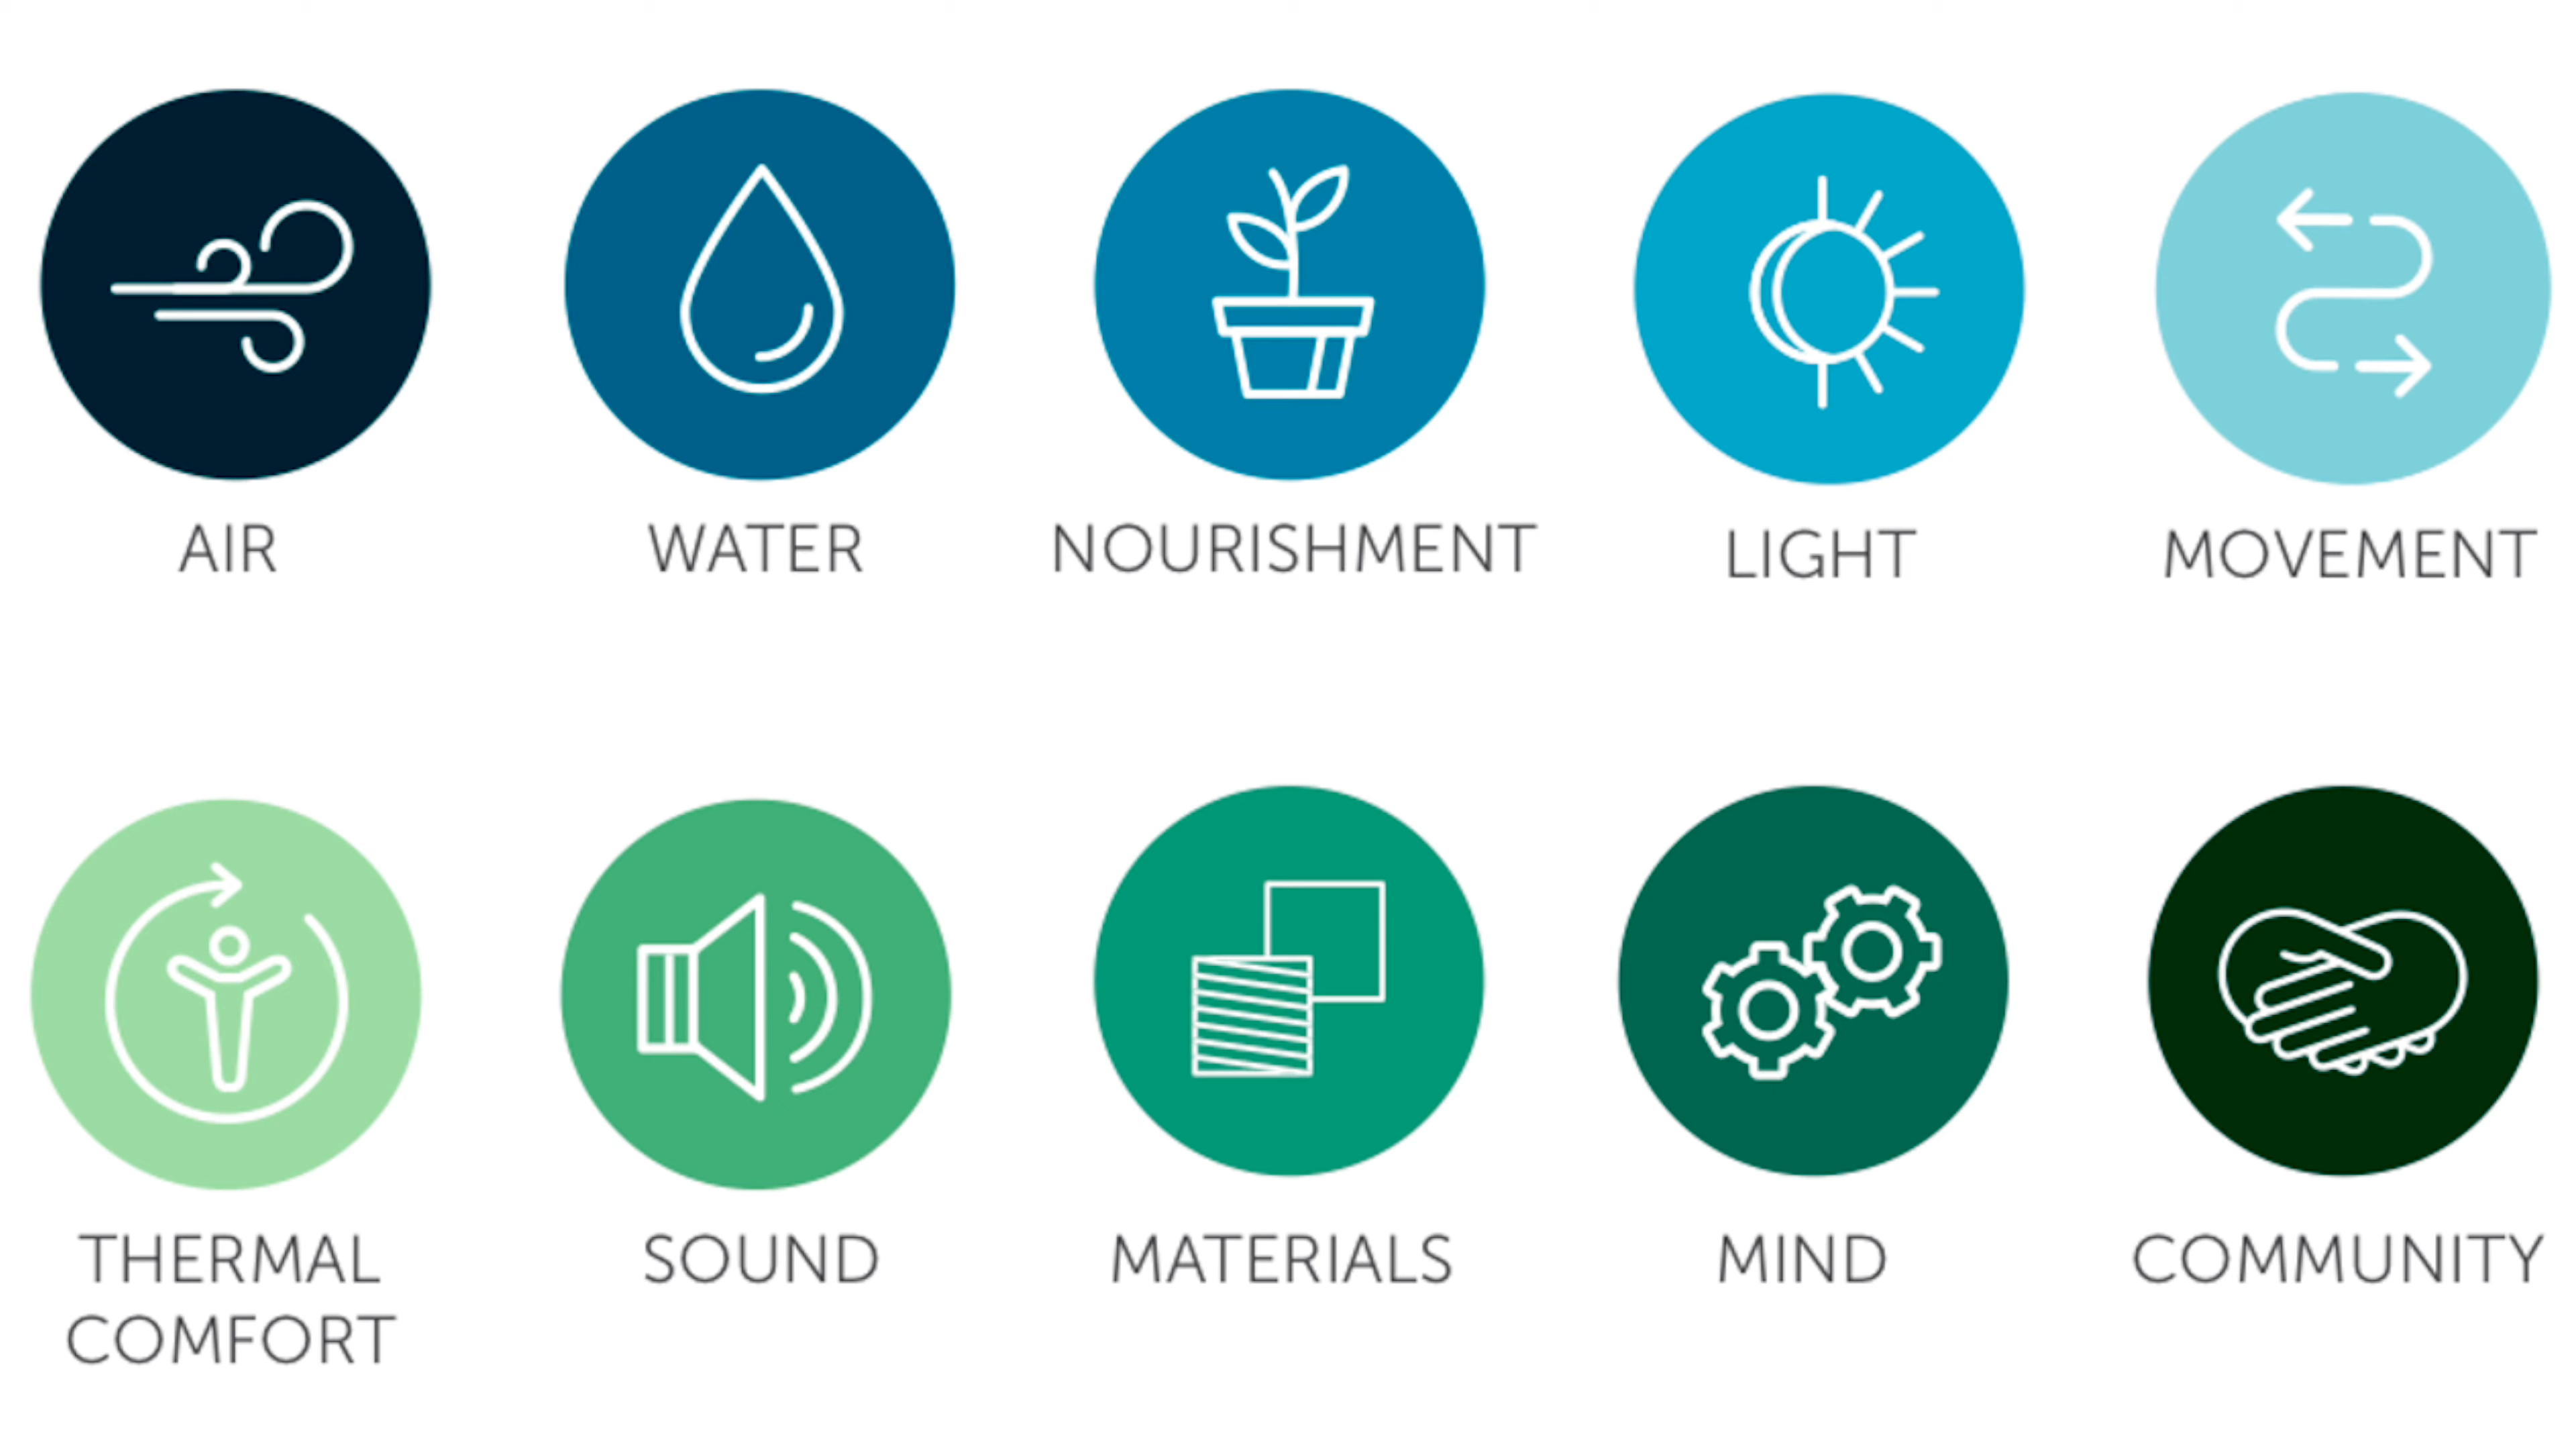 AIR
WATER
NOURISHMENT
LIGHT
MOVEMENT
THERMAL
COMFORT
SOUND
MATERIALS
MIND
COMMUNITY